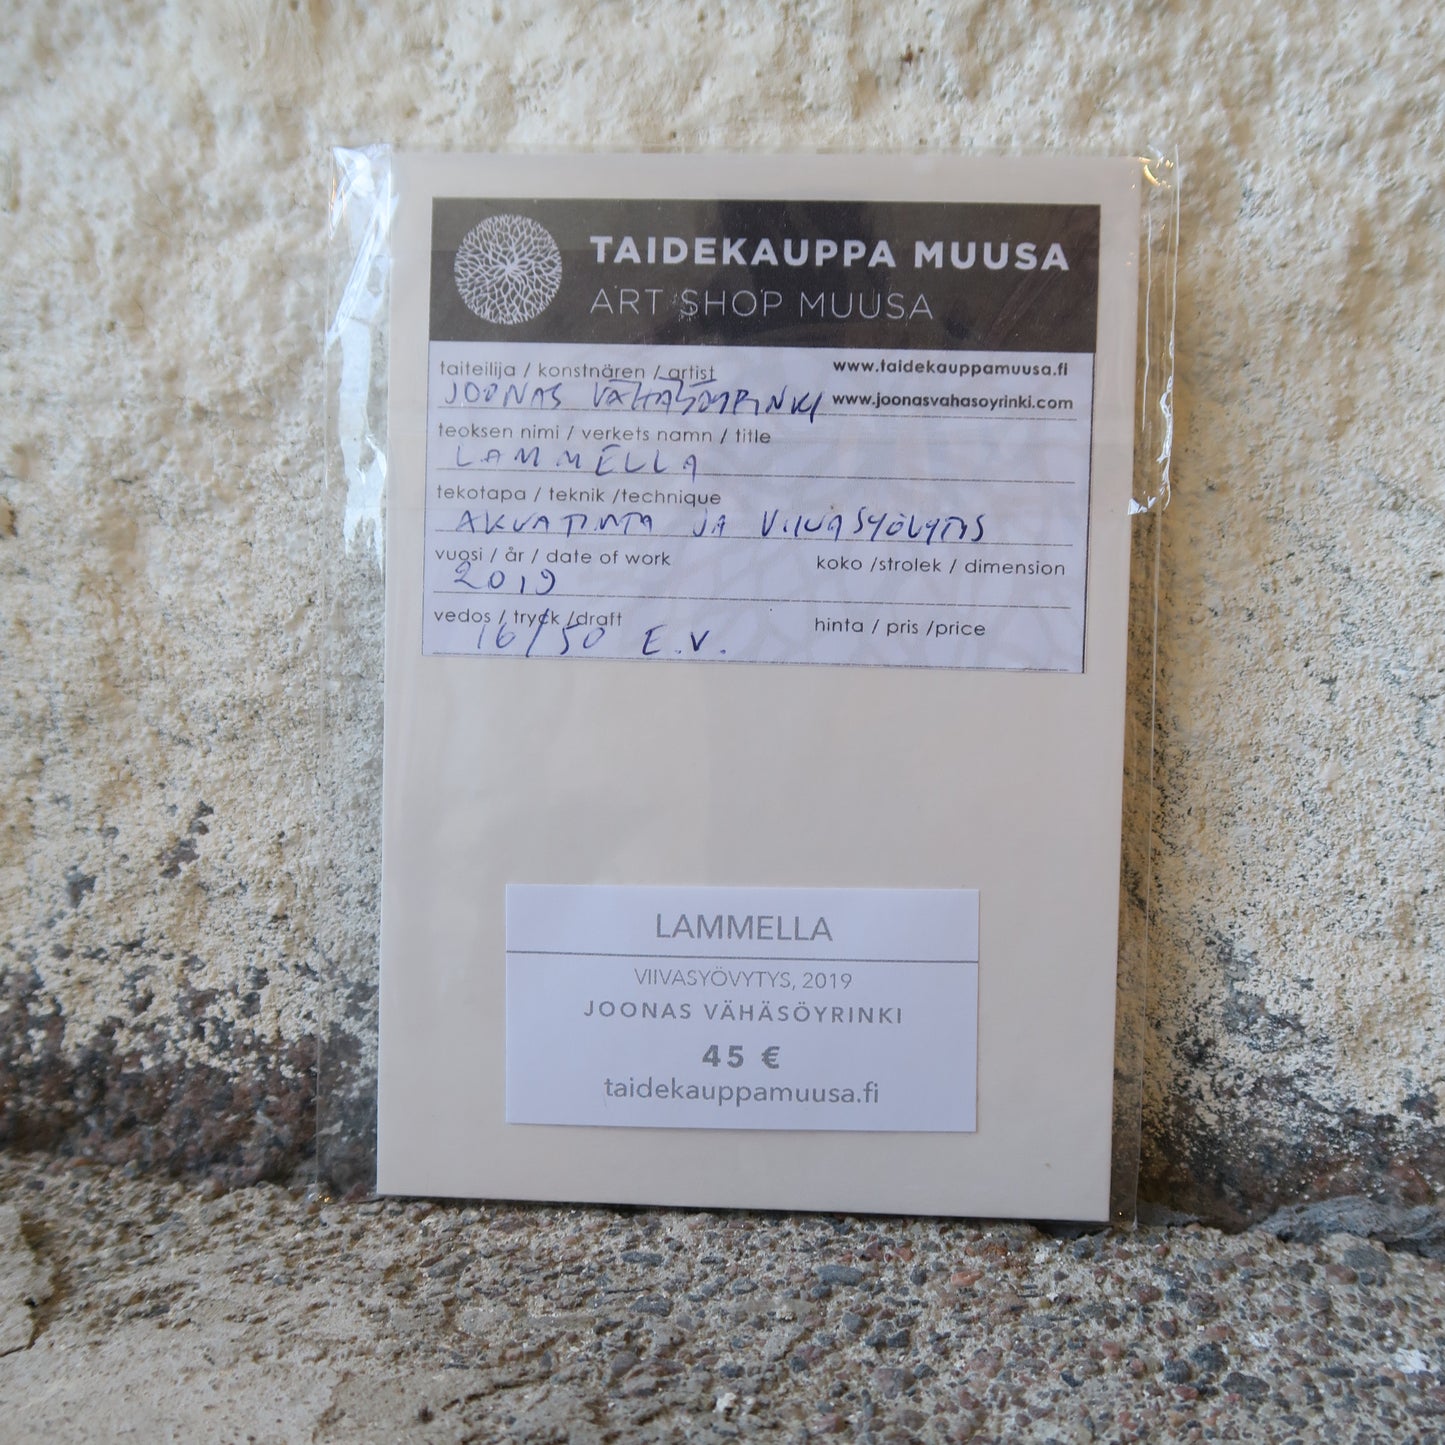 TAIDEKAUPPA MUUSA
ART SHOP MUUSA
taiteilija / konstnären / artist
www.taidekauppamuusa.fi
JOONAS VÄHÄSÖYRINKI
www.joonasvahasoyrinki.com
teoksen nimi / verkets namn / title
LAMMELLA
tekotapa / teknik /technique
AKVATINTA JA VIIVASYÖVYTYS
vuosi / år / date of work
koko /strolek / dimension
2019
vedos / tryck /draft
hinta / pris /price
16/50 E.V.
LAMMELLA
VIIVASYÖVYTYS, 2019
JOONAS VÄHÄSÖYRINKI
45 €
taidekauppamuusa.fi